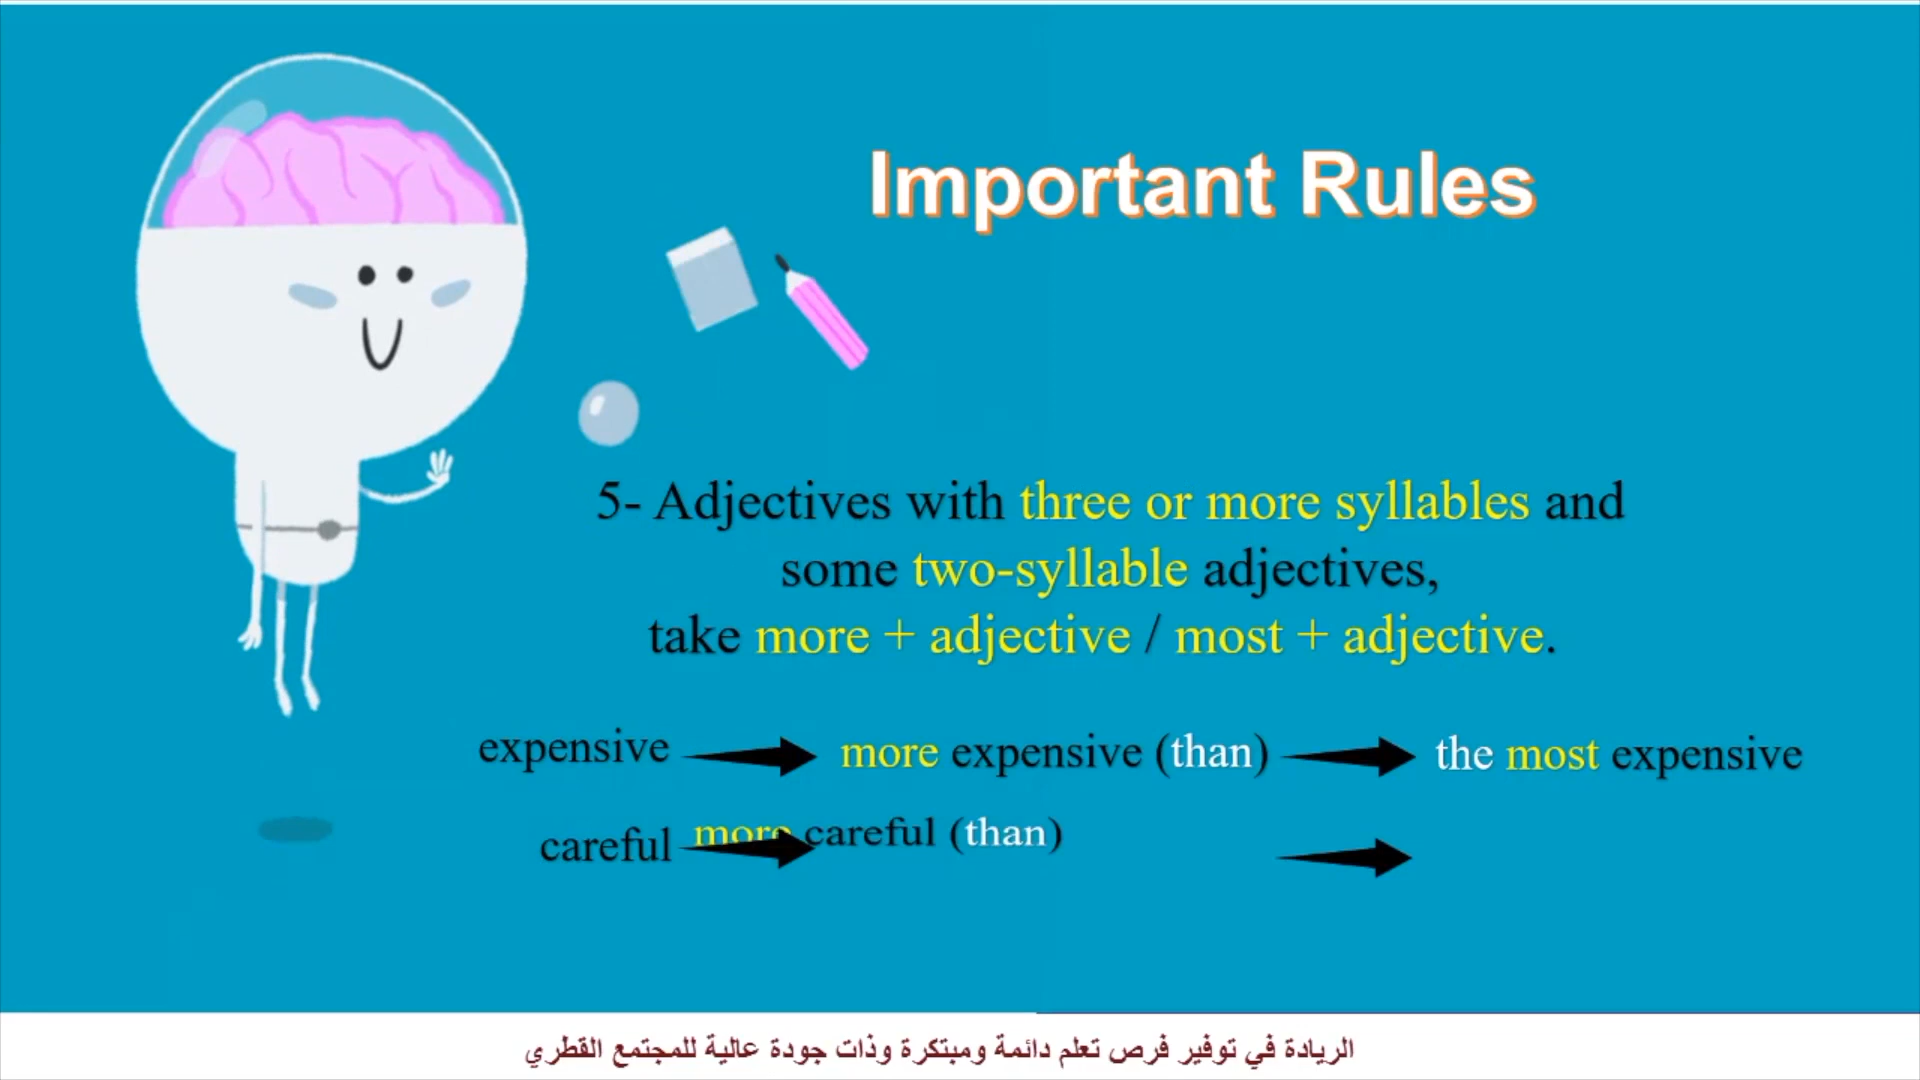 Important Rules
5- Adjectives with three or more syllables and
some two-syllable adjectives,
take more + adjective / most + adjective.
expensive more expensive (than) the most expensive
careful more careful (than)
الريادة في توفير فرص تعلم دائمة ومبتكرة وذات جودة عالية للمجتمع القطري